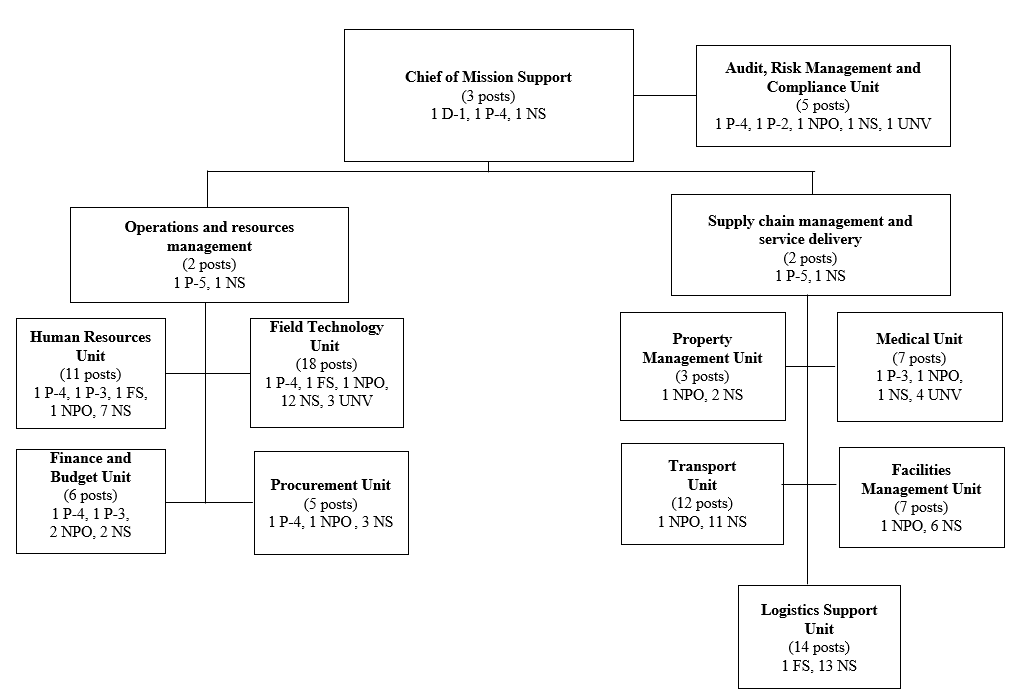 Chief of Mission Support
(3 posts)
1 D-1, 1 P-4, 1 NS
Audit, Risk Management and
Compliance Unit
(5 posts)
1 P-4, 1 P-2, 1 NPO, 1 NS, 1 UNV
Operations and resources
management
(2 posts)
1 P-5, 1 NS
Supply chain management and
service delivery
(2 posts)
1 P-5, 1 NS
Human Resources
Unit
(11 posts)
1 P-4, 1 P-3, 1 FS,
1 NPO, 7 NS
Field Technology
Unit
(18 posts)
1 P-4, 1 FS, 1 NPO,
12 NS, 3 UNV
Property
Management Unit
(3 posts)
1 NPO, 2 NS
Medical Unit
(7 posts)
1 P-3, 1 NPO,
1 NS, 4 UNV
Finance and
Budget Unit
(6 posts)
1 P-4, 1 P-3,
2 NPO, 2 NS
Procurement Unit
(5 posts)
1 P-4, 1 NPO , 3 NS
Transport
Unit
(12 posts)
1 NPO, 11 NS
Facilities
Management Unit
(7 posts)
1 NPO, 6 NS
Logistics Support
Unit
(14 posts)
1 FS, 13 NS